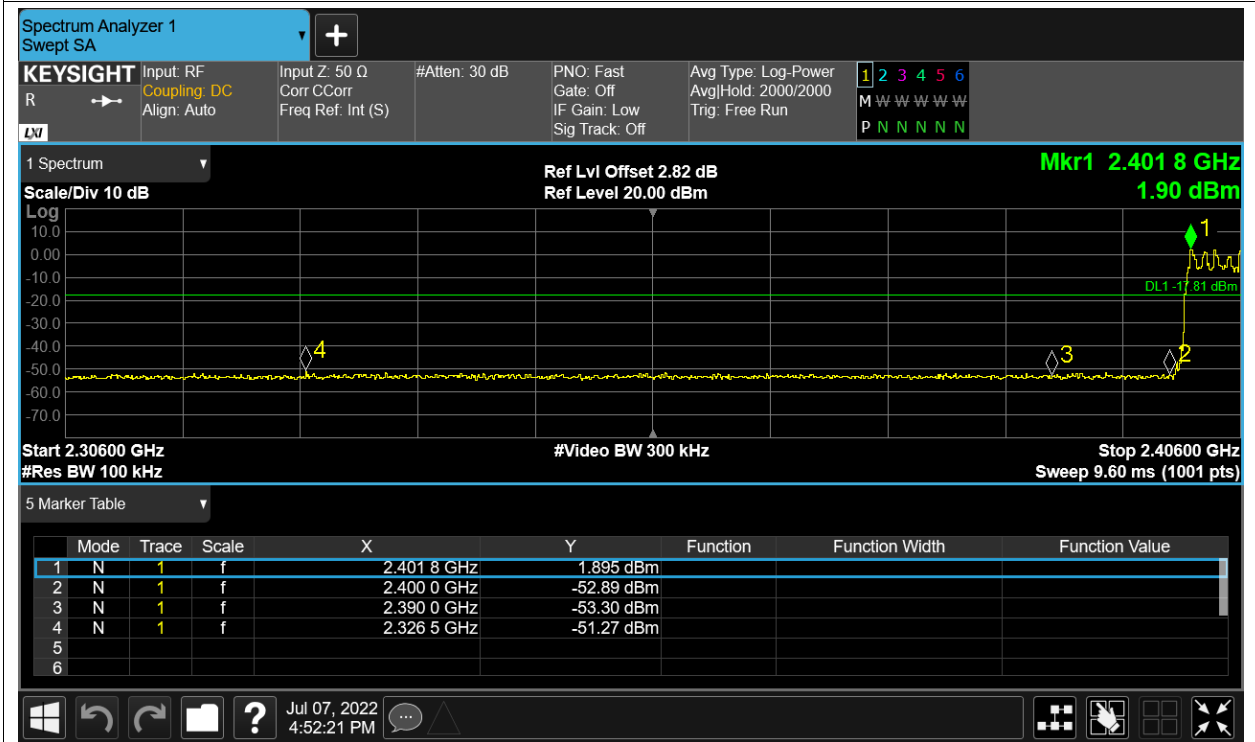 Spectrum Analyzer 1
Swept SA
KEYSIGHT
R
LXI
Input: RF
Coupling: DC
Align: Auto
Input Z: 50 Ω
Corr CCorr
Freq Ref: Int (S)
#Atten: 30 dB
PNO: Fast
Gate: Off
IF Gain: Low
Sig Track: Off
Avg Type: Log-Power
Avg|Hold: 2000/2000
Trig: Free Run
1 2 3 4 5 6
M W W W W W
P N N N N N
1 Spectrum
Scale/Div 10 dB
Ref Lvl Offset 2.82 dB
Ref Level 20.00 dBm
Mkr1 2.401 8 GHz
1.90 dBm
Log
10.0
0.00
-10.0
-20.0
-30.0
-40.0
-50.0
-60.0
-70.0
1
DL1 -17.81 dBm
4
3
2
Start 2.30600 GHz
#Res BW 100 kHz
#Video BW 300 kHz
Stop 2.40600 GHz
Sweep 9.60 ms (1001 pts)
5 Marker Table
Mode Trace Scale X Y Function Function Width Function Value
1 N 1 f 2.401 8 GHz 1.895 dBm
2 N 1 f 2.400 0 GHz -52.89 dBm
3 N 1 f 2.390 0 GHz -53.30 dBm
4 N 1 f 2.326 5 GHz -51.27 dBm
5
6
?
Jul 07, 2022
4:52:21 PM